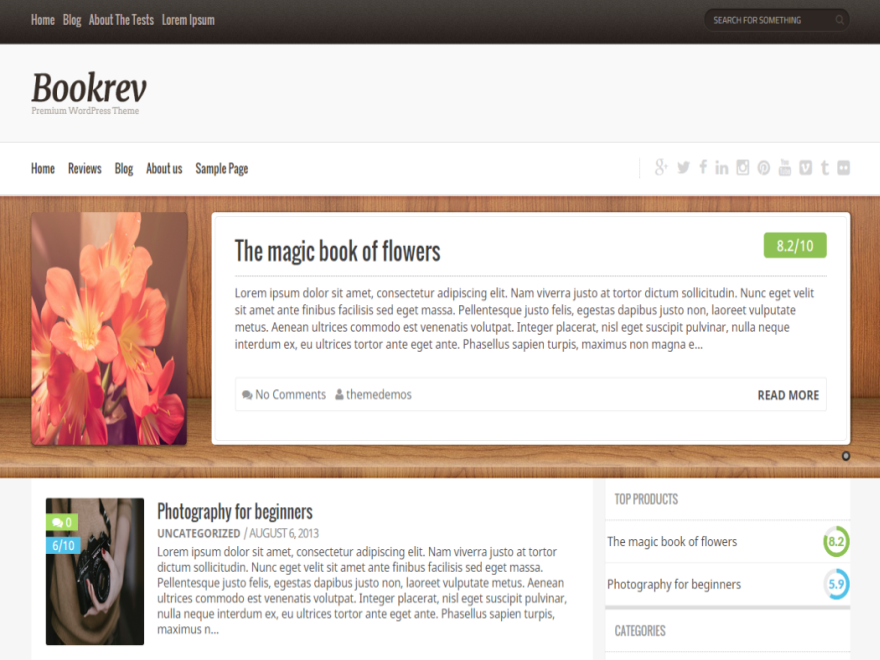 Home Blog About The Tests Lorem Ipsum
SEARCH FOR SOMETHING
Bookrev
Premium WordPress Theme
Home Reviews Blog About us Sample Page
The magic book of flowers
8.2/10
Lorem ipsum dolor sit amet, consectetur adipiscing elit. Nam viverra justo at tortor dictum sollicitudin. Nunc eget velit
sit amet ante finibus facilisis sed eget massa. Pellentesque justo felis, egestas dapibus justo non, laoreet vulputate
metus. Aenean ultrices commodo est venenatis volutpat. Integer placerat, nisl eget suscipit pulvinar, nulla neque
interdum ex, eu ultrices tortor ante eget ante. Phasellus sapien turpis, maximus non magna e...
No Comments themedemos
READ MORE
0
6/10
Photography for beginners
UNCATEGORIZED / AUGUST 6, 2013
Lorem ipsum dolor sit amet, consectetur adipiscing elit. Nam viverra justo at tortor
dictum sollicitudin. Nunc eget velit sit amet ante finibus facilisis sed eget massa.
Pellentesque justo felis, egestas dapibus justo non, laoreet vulputate metus. Aenean
ultrices commodo est venenatis volutpat. Integer placerat, nisl eget suscipit pulvinar,
nulla neque interdum ex, eu ultrices tortor ante eget ante. Phasellus sapien turpis,
maximus n...
TOP PRODUCTS
The magic book of flowers 8.2
Photography for beginners 5.9
CATEGORIES